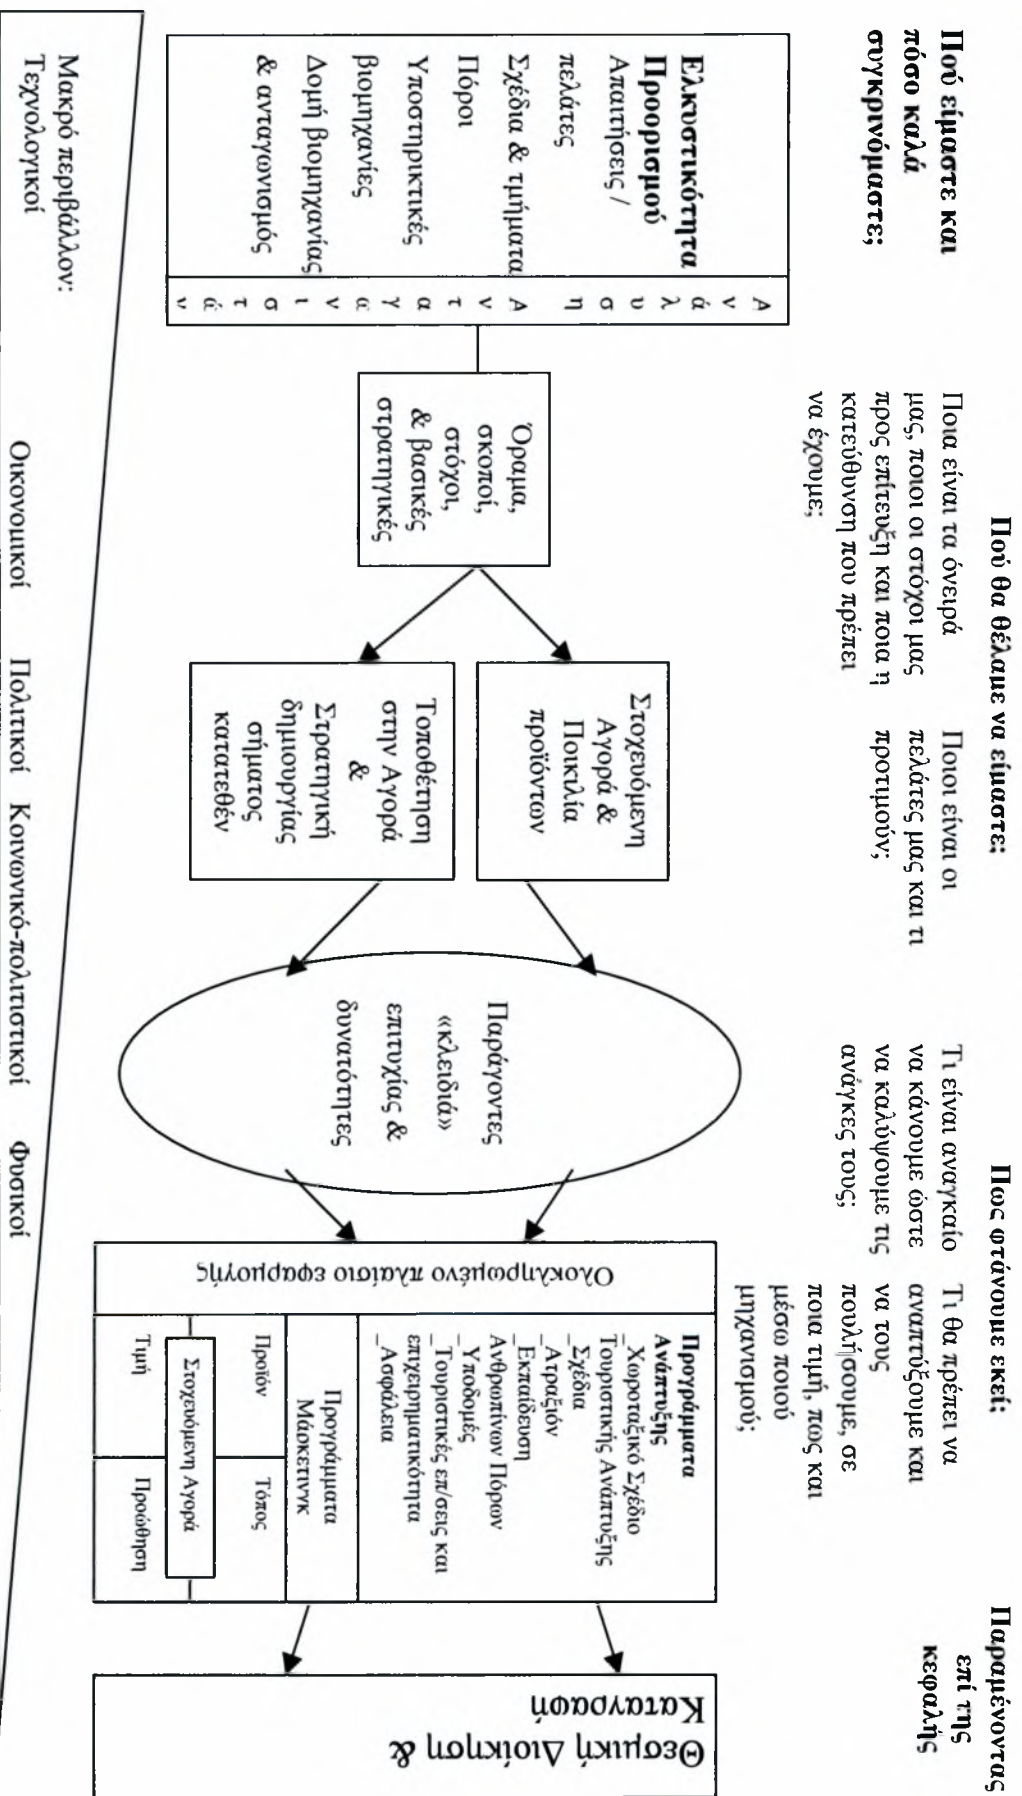 Πού είμαστε και
πόσο καλά
συγκρινόμαστε;
Πού θα θέλαμε να είμαστε;
Ποια είναι τα όνειρά
μας, ποιοι οι στόχοι μας
προς επίτευξη και ποια η
κατεύθυνση που πρέπει
να έχουμε;
Ποιοι είναι οι
πελάτες μας και τι
προτιμούν;
Πως φτάνουμε εκεί;
Τι είναι αναγκαίο
να κάνουμε ώστε
να καλύψουμε τις
ανάγκες τους;
Τι θα πρέπει να
αναπτύξουμε και
να τους
πουλήσουμε, σε
ποια τιμή, πως και
μέσω ποιού
μηχανισμού;
Παραμένοντας
επί της
κεφαλής
Ελκυστικότητα
Προορισμού
Απαιτήσεις /
πελάτες
Σχέδια & τμήματα
Πόροι
Υποστηρικτικές
βιομηχανίες
Δομή βιομηχανίας
& ανταγωνισμός
Α
ν
ά
λ
υ
σ
η
Α
ν
τ
α
γ
α
ν
ι
σ
τ
ά
ν
Όραμα,
σκοποί,
στόχοι,
& βασικές
στρατηγικές
Στοχευόμενη
Αγορά &
Ποικιλία
προϊόντων
Τοποθέτηση
στην Αγορά
&
Στρατηγική
δημιουργίας
σήματος
κατατεθέν
Παράγοντες
«κλειδιά»
επιτυχίας &
δυνατότητες
Ολοκληρωμένο πλαίσιο εφαρμογής
Προγράμματα
Ανάπτυξης
_Χωροταξικό Σχέδιο
Τουριστικής Ανάπτυξης
_Σχέδια
_Ατραξιόν
_Εκπαίδευση
Ανθρωπίνων Πόρων
_Υποδομές
_Τουριστικές επ/σεις και
επιχειρηματικότητα
_Ασφάλεια
Προγράμματα
Μάσκετινγκ
Προϊόν
Τόπος
Στοχευόμενη Αγορά
Τιμή
Προώθηση
Θεσμική Διοίκηση &
Καταγραφή
Μακρό περιβάλλον:
Τεχνολογικοί
Οικονομικοί
Πολιτικοί
Κοινωνικό-πολιτιστικοί
Φυσικοί